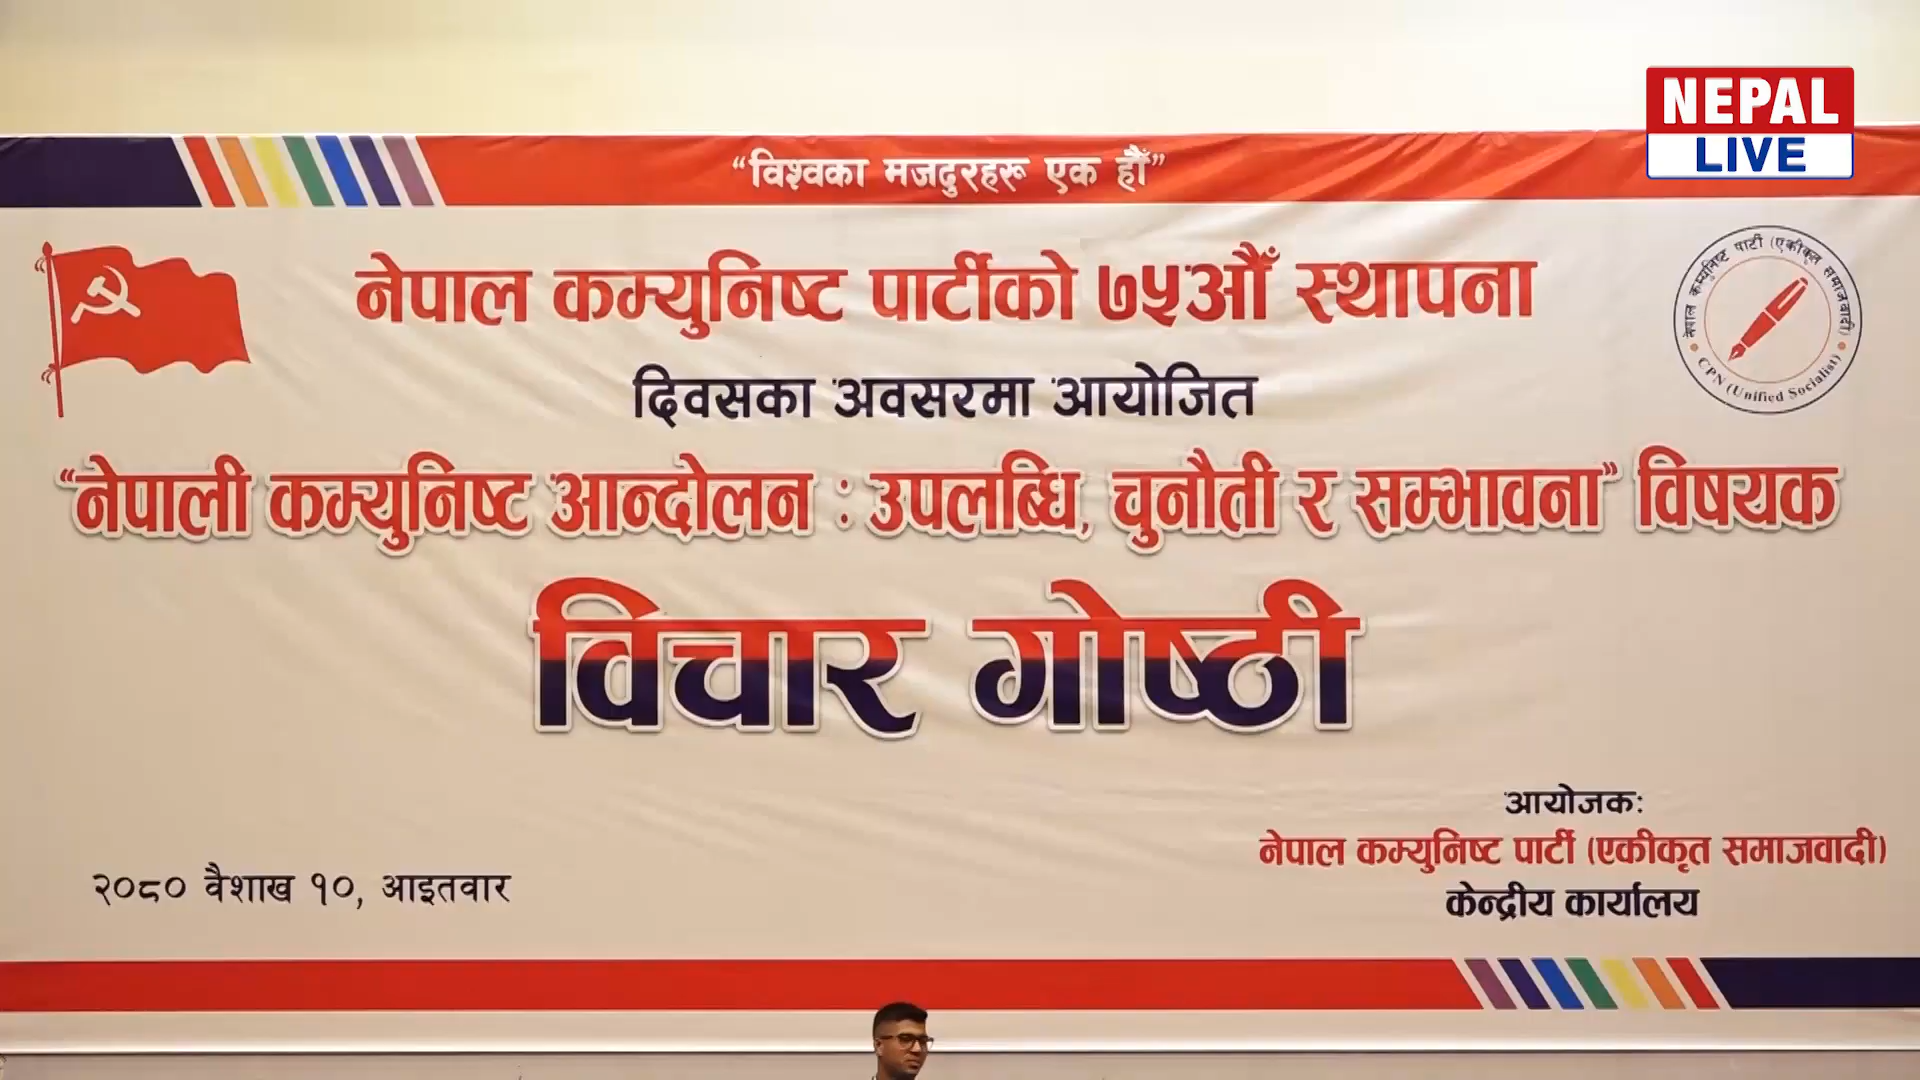 NEPAL
LIVE
“विश्वका मजदुरहरू एक हौं”
नेपाल कम्युनिष्ट पार्टीको ७५औँ स्थापना
दिवसका अवसरमा आयोजित
“नेपाली कम्युनिष्ट आन्दोलन : उपलब्धि, चुनौती र सम्भावना” विषयक
विचार गोष्ठी
नेपाल कम्युनिष्ट पार्टी (एकीकृत समाजवादी)
CPN (Unified Socialist)
आयोजक:
नेपाल कम्युनिष्ट पार्टी (एकीकृत समाजवादी)
केन्द्रीय कार्यालय
२०८० वैशाख १०, आइतवार